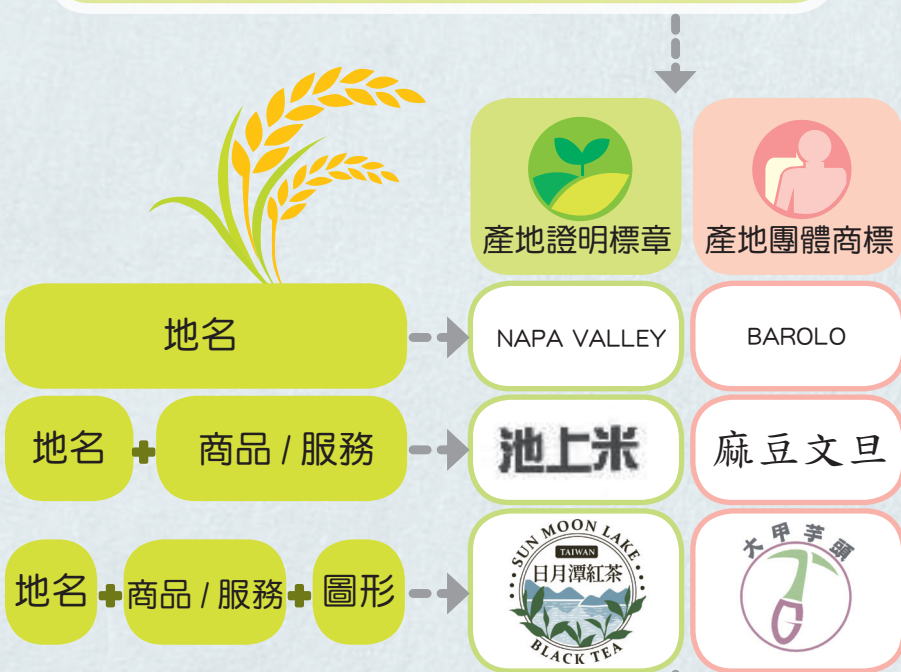 產地證明標章
產地團體商標
地名
NAPA VALLEY
BAROLO
地名 + 商品 / 服務
池上米
麻豆文旦
地名 + 商品 / 服務 + 圖形
SUN MOON LAKE
TAIWAN
日月潭紅茶
BLACK TEA
大甲芋頭